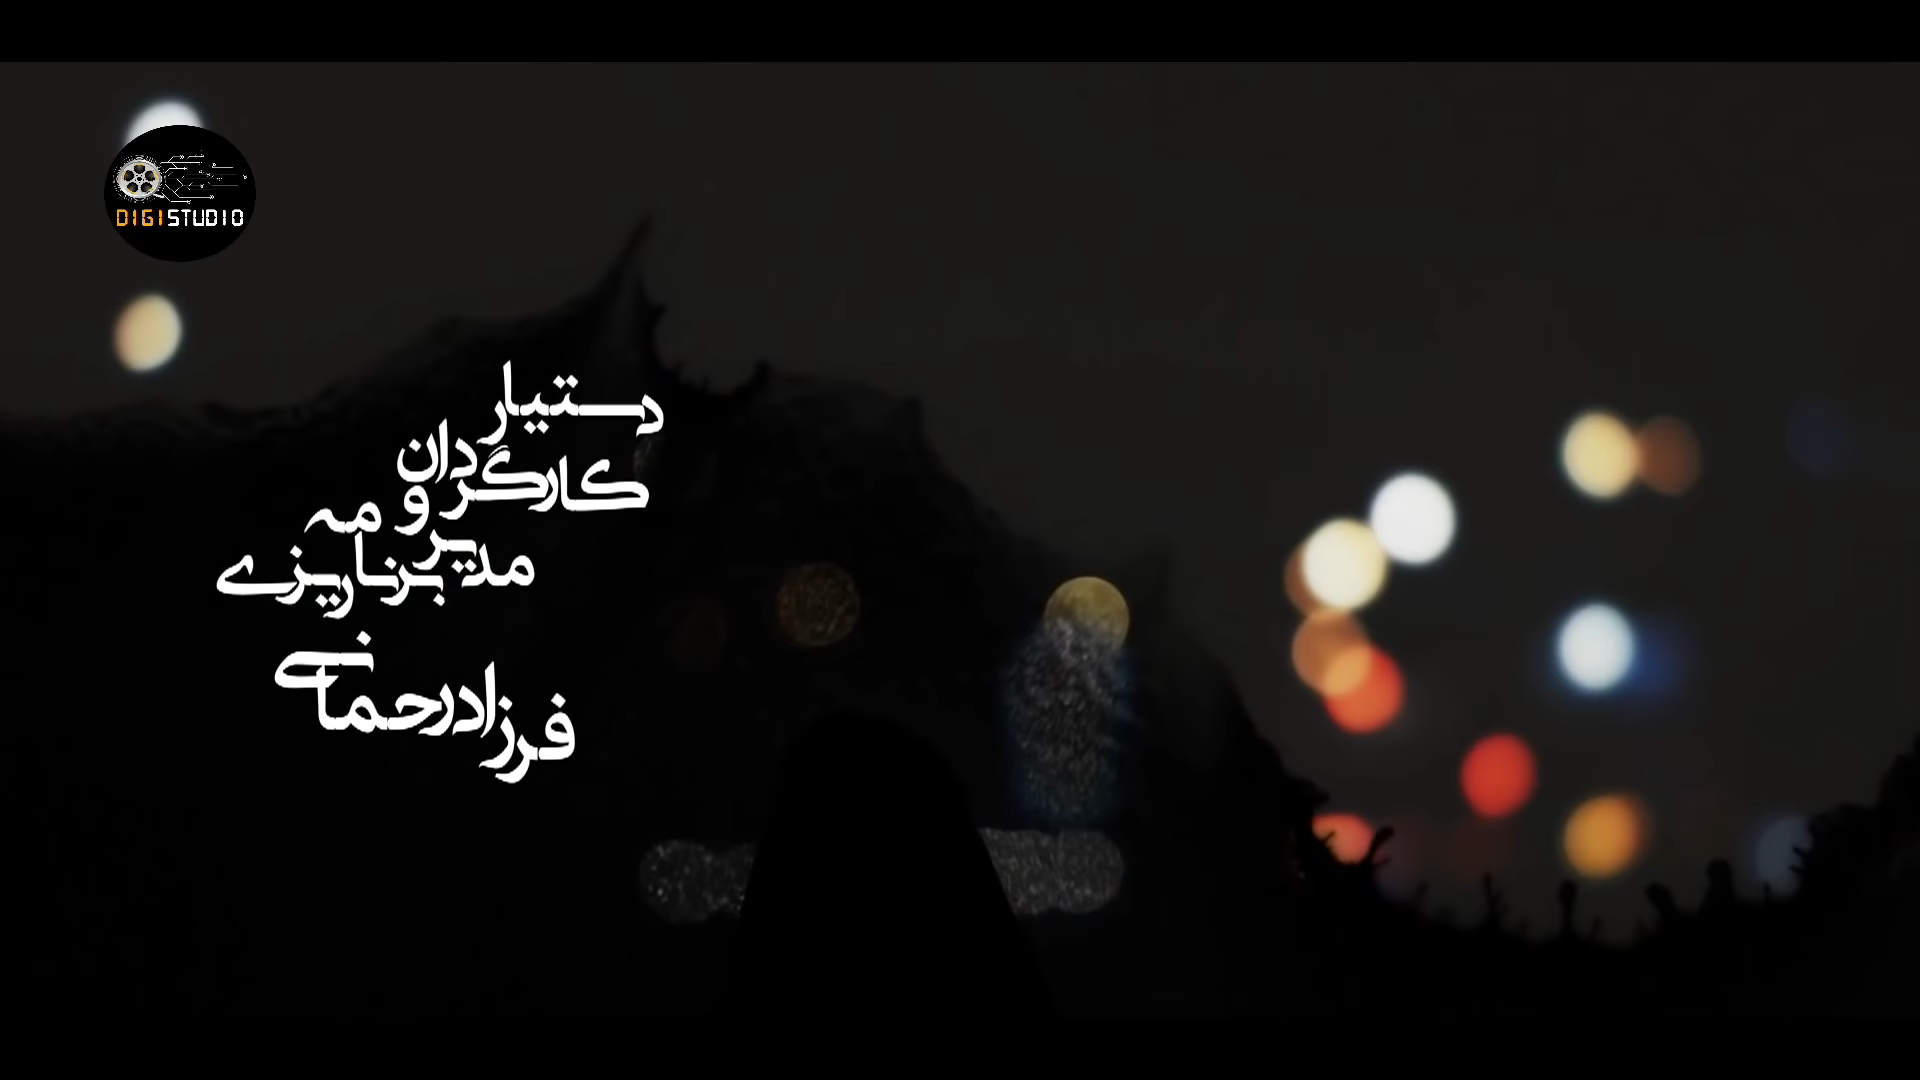 DIGISTUDIO
دستیار
کارگردان و
مدیر برنامه ریزی
فرزاد رحمانی